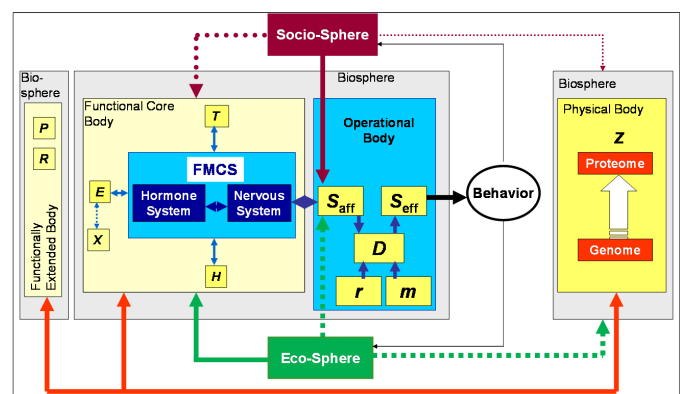 Socio-Sphere
Bio-
sphere
P
R
Functionally
Extended Body
Biosphere
Functional Core
Body
T
FMCS
Hormone
System
Nervous
System
E
X
H
Operational
Body
Saff
Seff
D
r
m
Behavior
Eco-Sphere
Biosphere
Physical Body
Z
Proteome
Genome